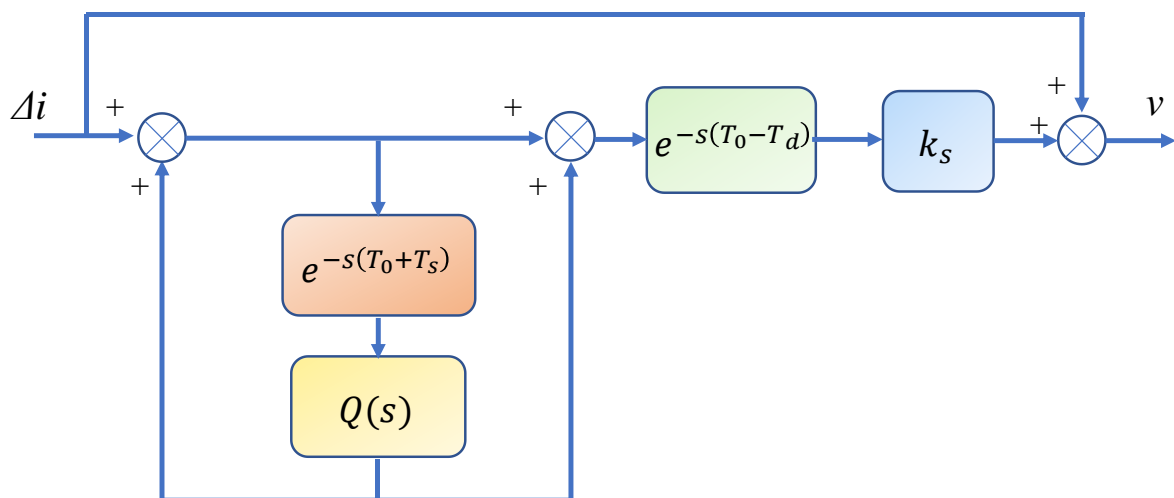 Δi
+
+
+
+
+
+
e^{-s(T_0-T_d)}
k_s
v
e^{-s(T_0+T_s)}
Q(s)